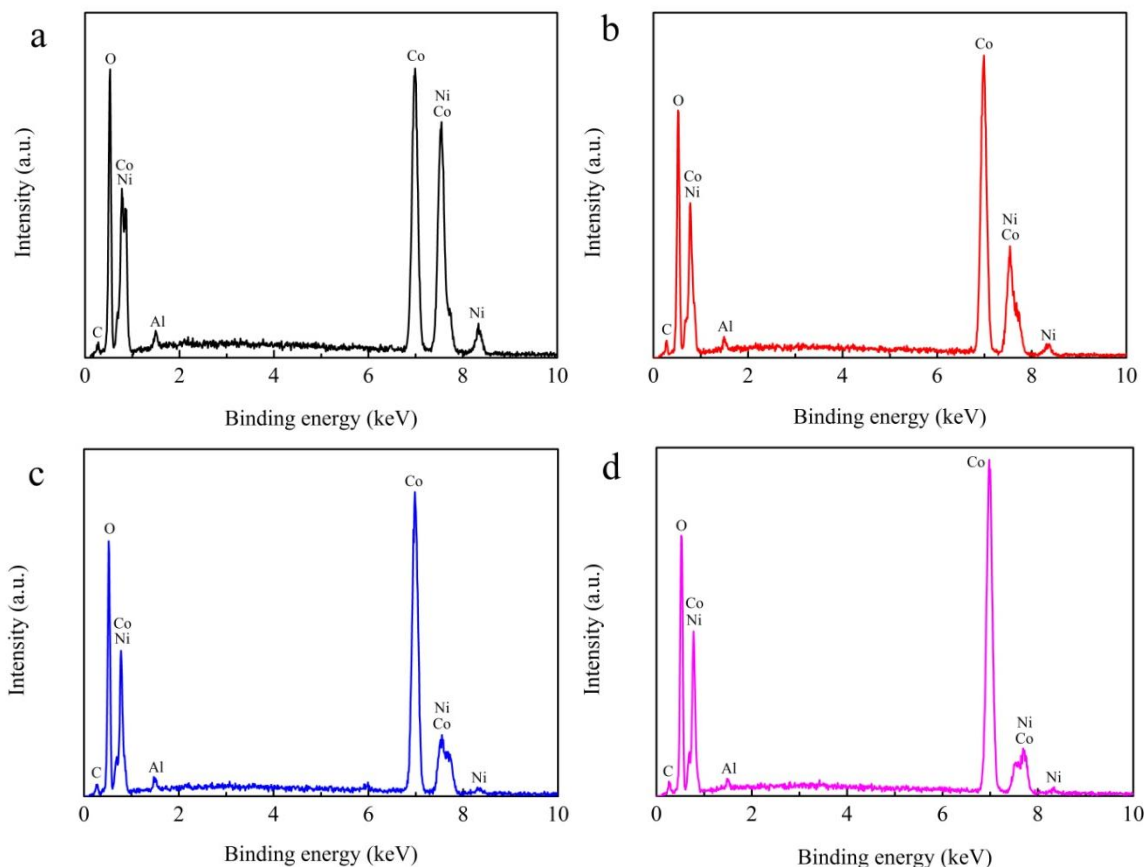 a
O
Co
Ni
C
Al
Co
Ni
Co
Ni
Intensity (a.u.)
0 2 4 6 8 10
Binding energy (keV)
b
O
Co
Ni
C
Al
Co
Ni
Co
Ni
Intensity (a.u.)
0 2 4 6 8 10
Binding energy (keV)
c
O
Co
Ni
C
Al
Co
Ni
Co
Ni
Intensity (a.u.)
0 2 4 6 8 10
Binding energy (keV)
d
O
Co
Ni
C
Al
Co
Ni
Co
Ni
Intensity (a.u.)
0 2 4 6 8 10
Binding energy (keV)